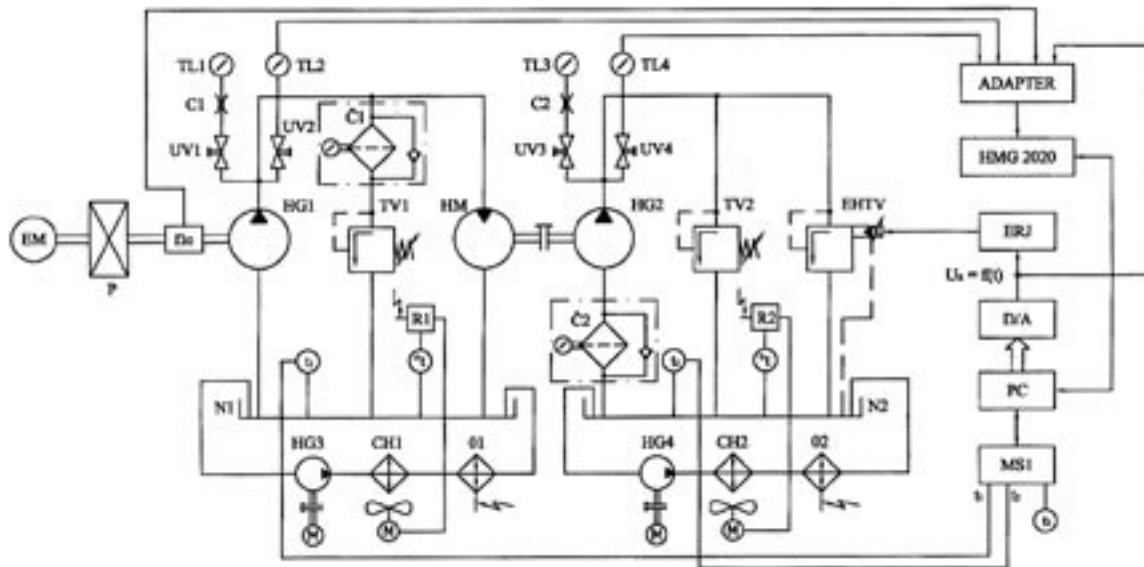 TL1
TL2
TL3
TL4
ADAPTER
C1
C2
Č1
UV1
UV2
UV3
UV4
HMG 2020
HG1
TV1
HM
HG2
TV2
EHTV
EM
P
ERJ
R1
Č2
R2
D/A
N1
N2
PC
HG3
CH1
01
HG4
CH2
02
MS1
M
M
M
M